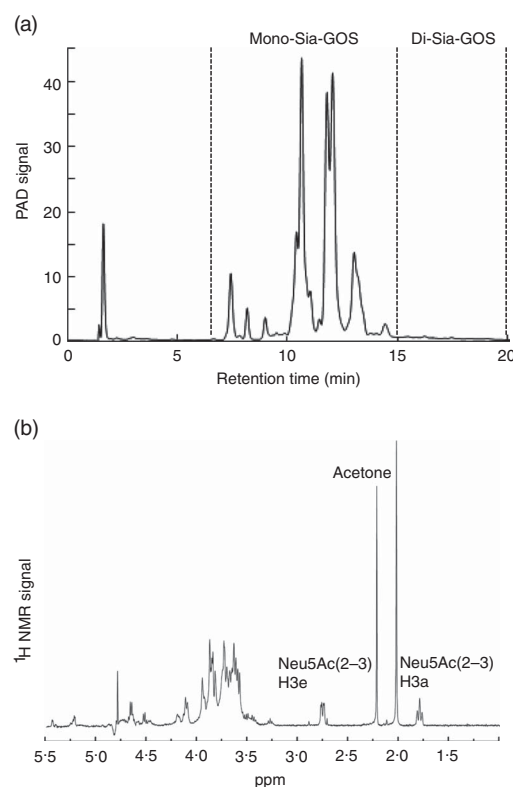 (a)
Mono-Sia-GOS Di-Sia-GOS
PAD signal
40
30
20
10
0
0 5 10 15 20
Retention time (min)
(b)
Acetone
Neu5Ac(2–3)
H3e
Neu5Ac(2–3)
H3a
¹H NMR signal
5·5 5·0 4·5 4·0 3·5 3·0 2·5 2·0 1·5
ppm